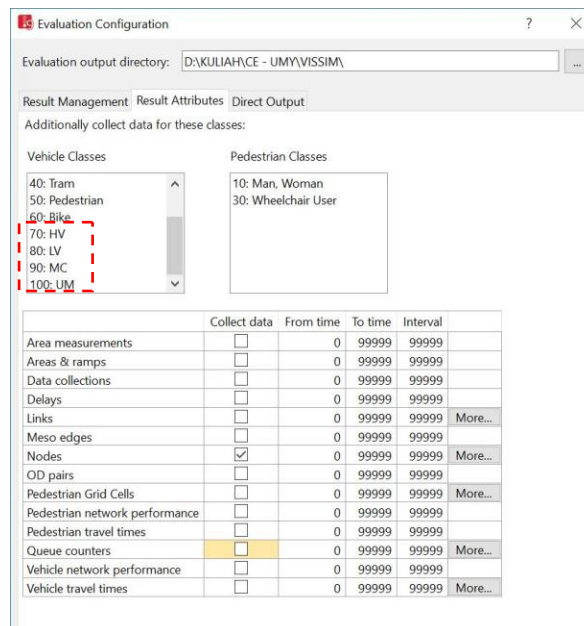 Evaluation Configuration ? ×
Evaluation output directory: D:\KULIAH\CE - UMY\VISSIM\ ...
Result Management Result Attributes Direct Output
Additionally collect data for these classes:
Vehicle Classes Pedestrian Classes
40: Tram 10: Man, Woman
50: Pedestrian 30: Wheelchair User
60: Bike
70: HV
80: LV
90: MC
100: UM
Collect data From time To time Interval
Area measurements 0 99999 99999
Areas & ramps 0 99999 99999
Data collections 0 99999 99999
Delays 0 99999 99999
Links 0 99999 99999 More...
Meso edges 0 99999 99999
Nodes 0 99999 99999 More...
OD pairs 0 99999 99999
Pedestrian Grid Cells 0 99999 99999 More...
Pedestrian network performance 0 99999 99999
Pedestrian travel times 0 99999 99999
Queue counters 0 99999 99999 More...
Vehicle network performance 0 99999 99999
Vehicle travel times 0 99999 99999 More...